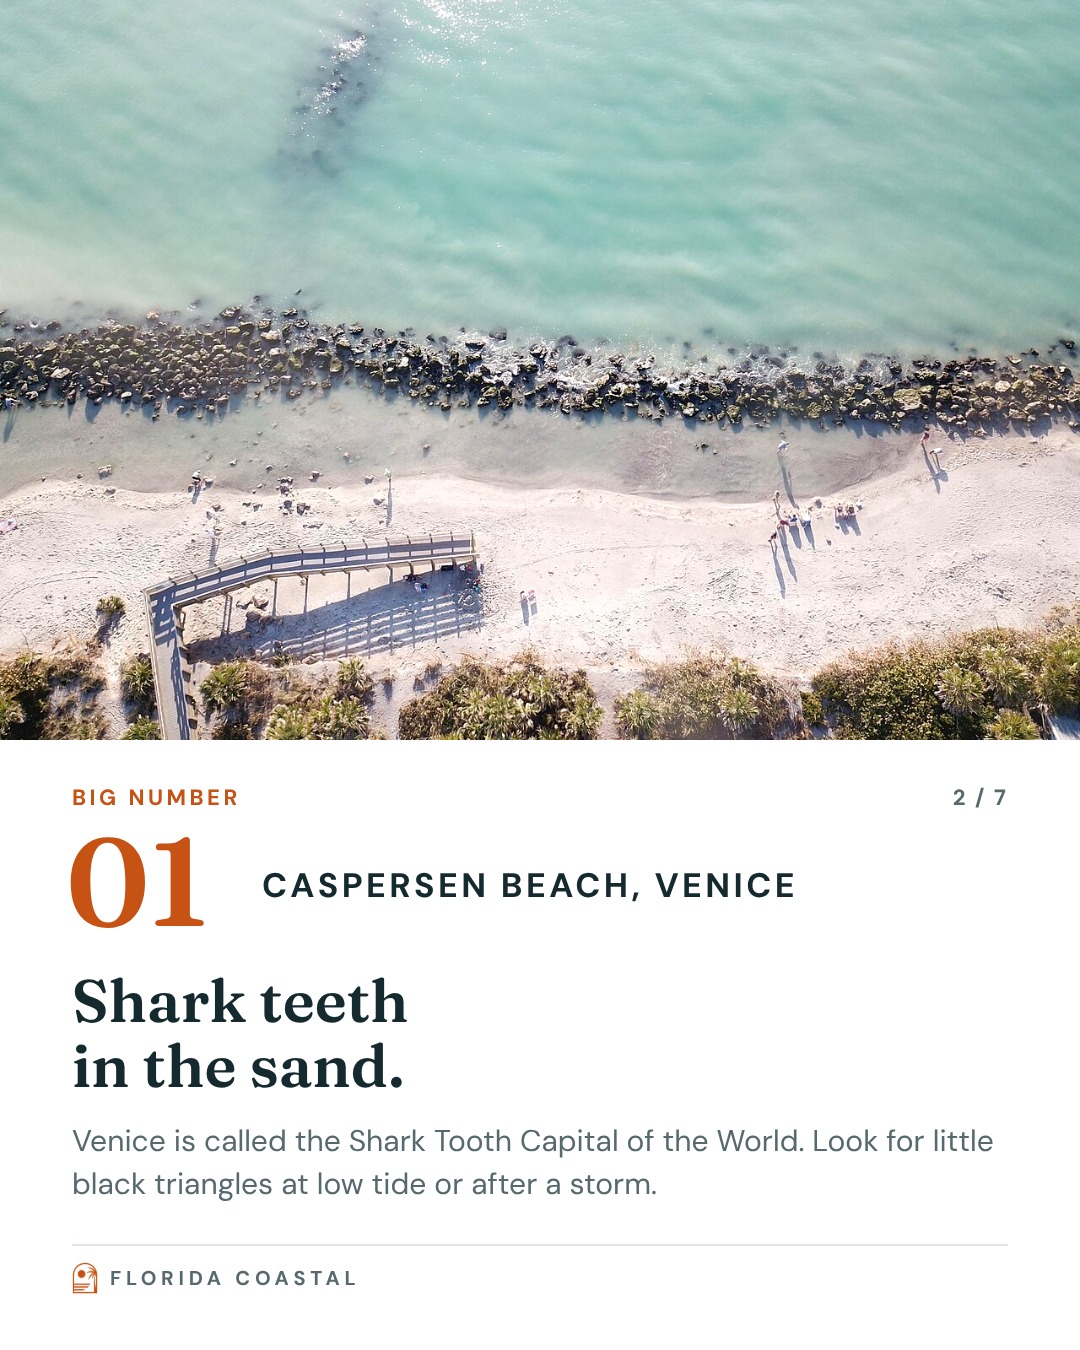 BIG NUMBER
2 / 7
01
CASPERSEN BEACH, VENICE
Shark teeth
in the sand.
Venice is called the Shark Tooth Capital of the World. Look for little
black triangles at low tide or after a storm.
FLORIDA COASTAL